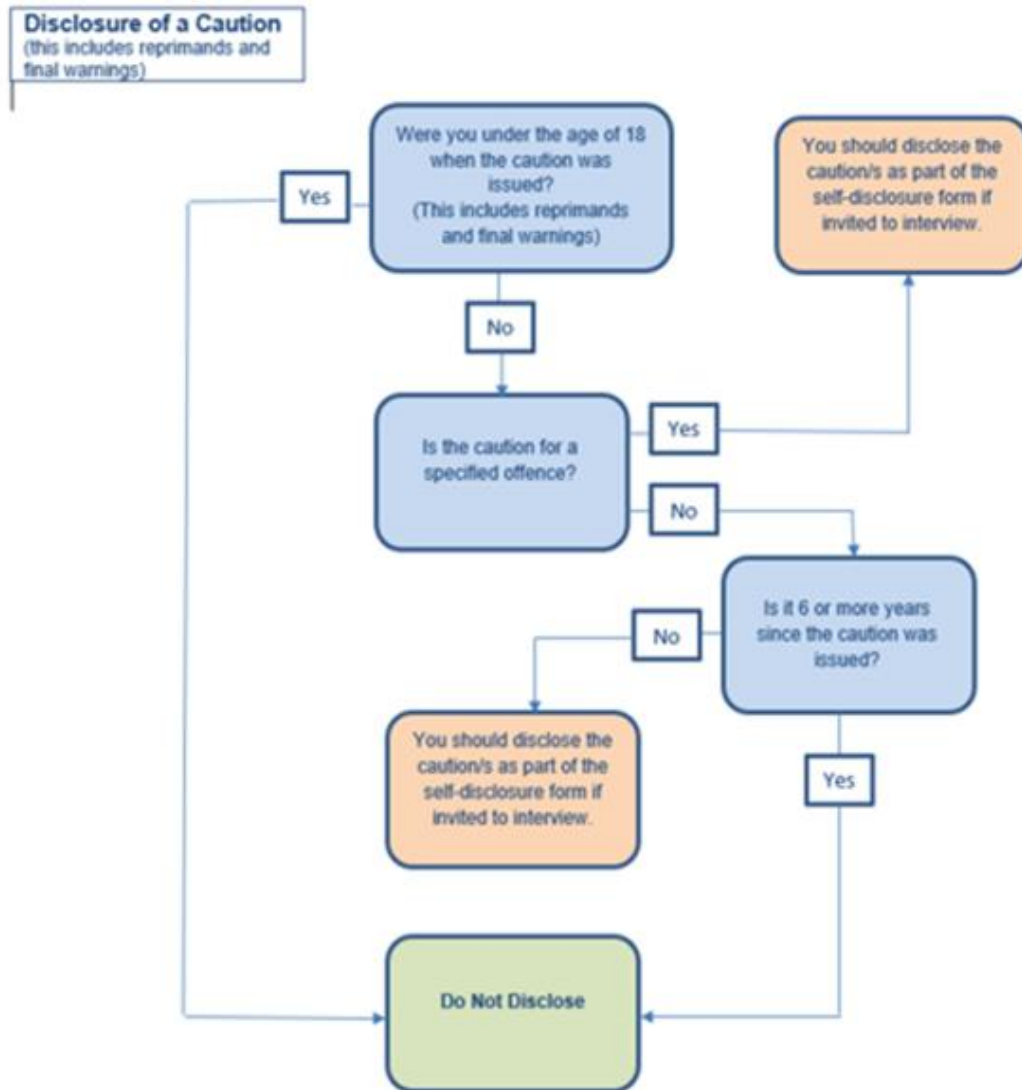 Disclosure of a Caution
(this includes reprimands and
final warnings)
Were you under the age of 18
when the caution was
issued?
(This includes reprimands
and final warnings)
Yes
You should disclose the
caution/s as part of the
self-disclosure form if
invited to interview.
No
Is the caution for a
specified offence?
Yes
No
Is it 6 or more years
since the caution was
issued?
No
You should disclose the
caution/s as part of the
self-disclosure form if
invited to interview.
Yes
Do Not Disclose